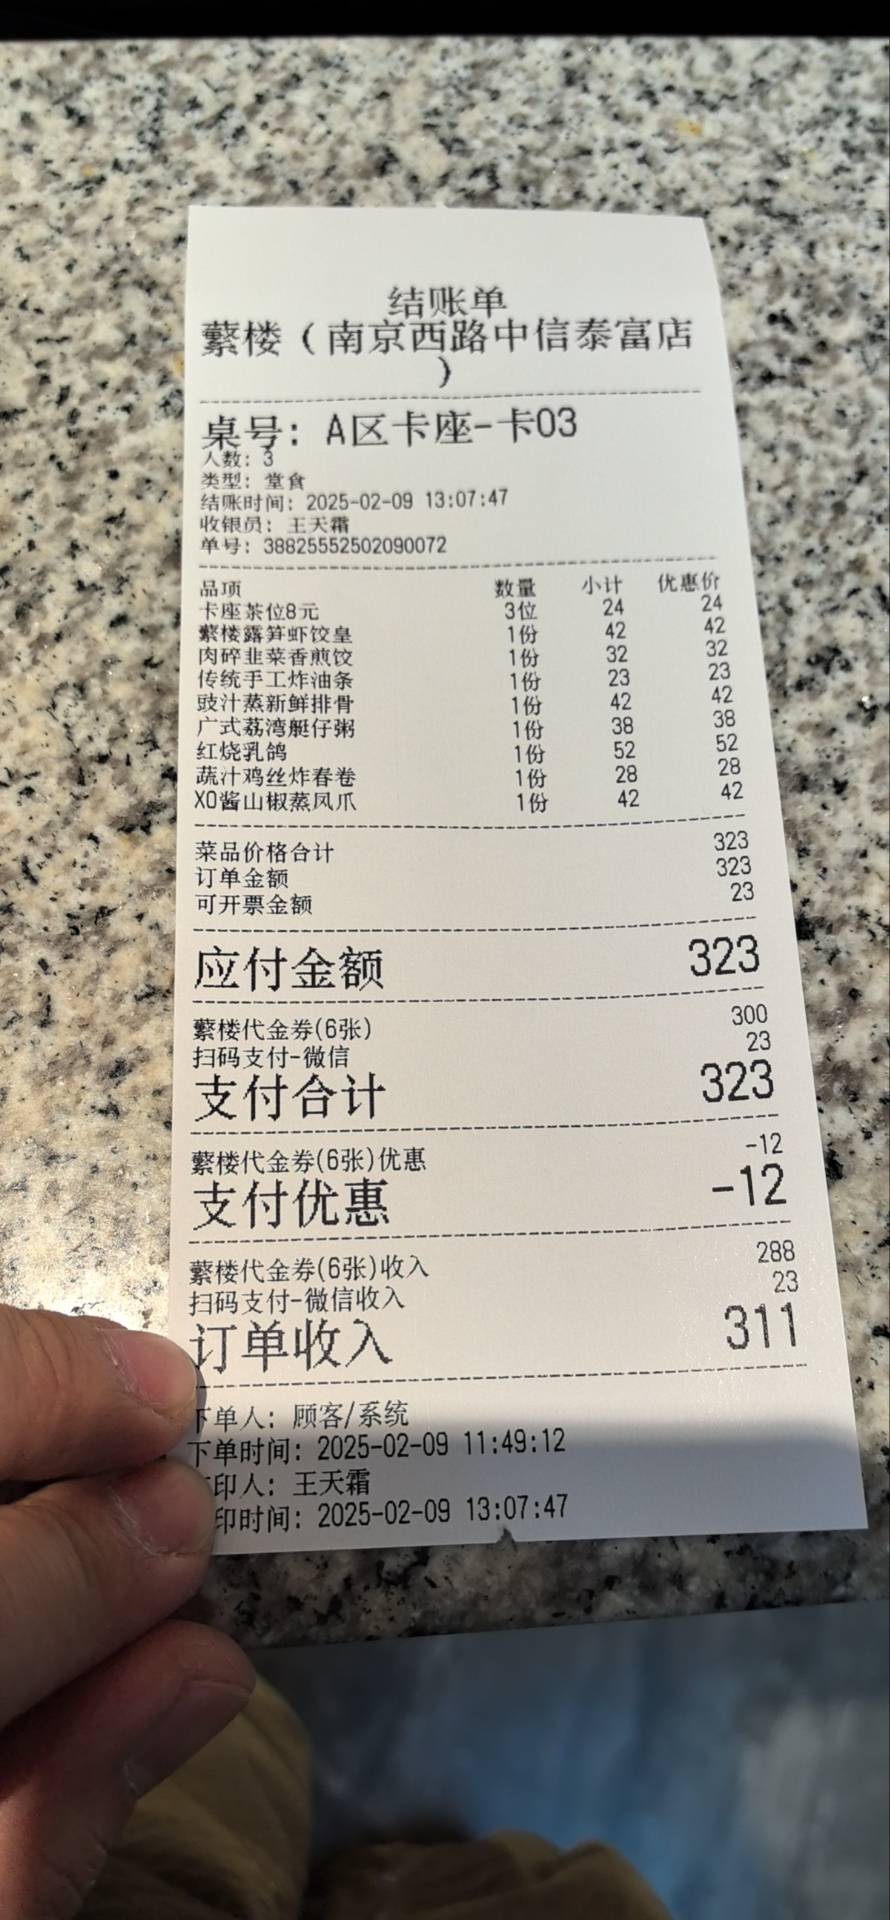 结账单
蘩楼（南京西路中信泰富店
）
桌号: A区卡座-卡03
人数: 3
类型: 堂食
结账时间: 2025-02-09 13:07:47
收银员: 王天霜
单号: 38825552502090072
品项 数量 小计 优惠价
卡座茶位8元 3位 24 24
蘩楼露笋虾饺皇 1份 42 42
肉碎韭菜香煎饺 1份 32 32
传统手工炸油条 1份 23 23
豉汁蒸新鲜排骨 1份 42 42
广式荔湾艇仔粥 1份 38 38
红烧乳鸽 1份 52 52
蔬汁鸡丝炸春卷 1份 28 28
XO酱山椒蒸凤爪 1份 42 42
菜品价格合计 323
订单金额 323
可开票金额 23
应付金额 323
蘩楼代金券(6张) 300
扫码支付-微信 23
支付合计 323
蘩楼代金券(6张)优惠 -12
支付优惠 -12
蘩楼代金券(6张)收入 288
扫码支付-微信收入 23
订单收入 311
下单人: 顾客/系统
下单时间: 2025-02-09 11:49:12
印人: 王天霜
印时间: 2025-02-09 13:07:47